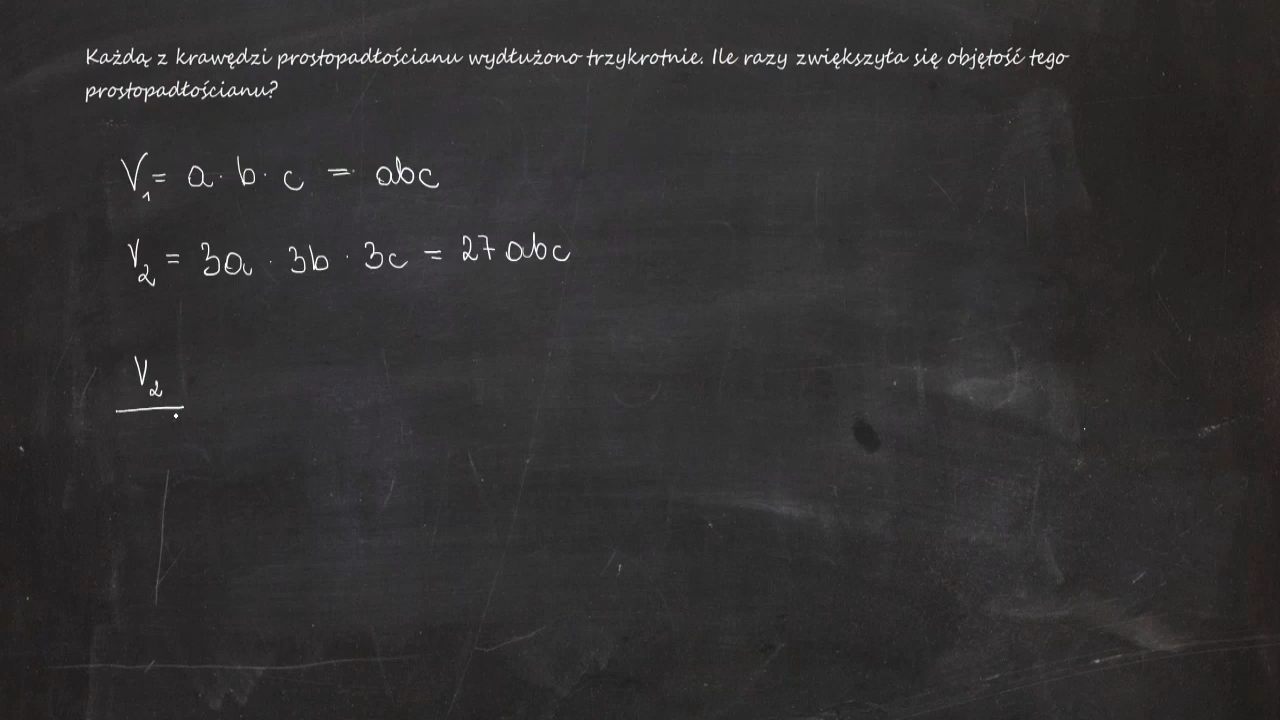 Każdą z krawędzi prostopadłościanu wydłużono trzykrotnie. Ile razy zwiększyła się objętość tego
prostopadłościanu?
V₁ = a · b · c = abc
V₂ = 3a · 3b · 3c = 27abc
V₂